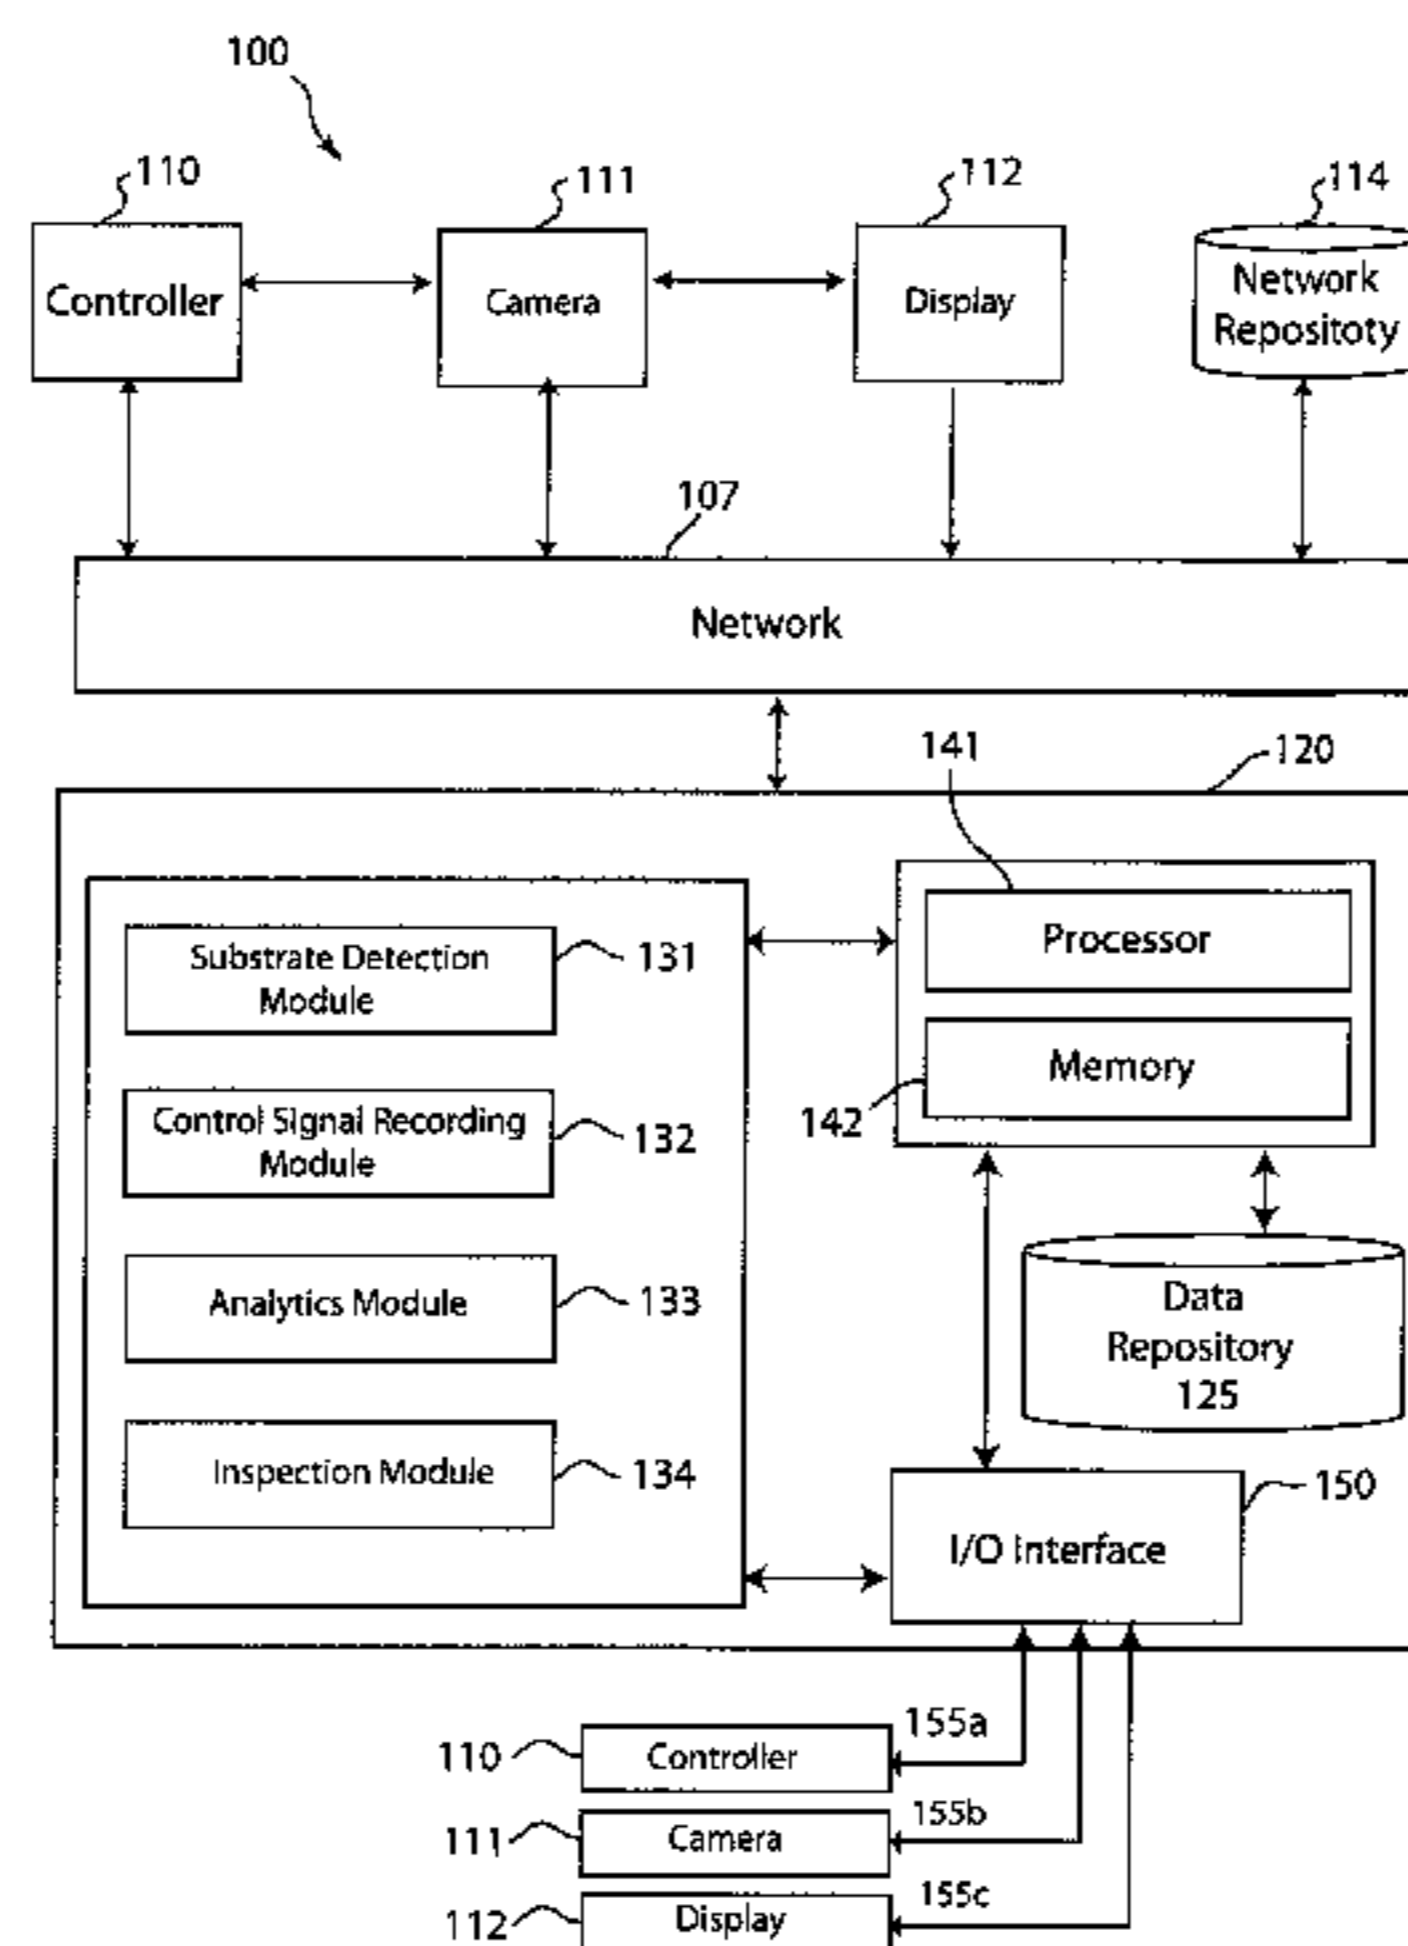 100
110
111
112
114
Controller
Camera
Display
Network
Repositoty
107
Network
141
120
Substrate Detection
Module
131
Processor
Control Signal Recording
Module
132
Memory
142
Analytics Module
133
Data
Repository
125
Inspection Module
134
150
I/O Interface
110
Controller
155a
111
Camera
155b
112
Display
155c